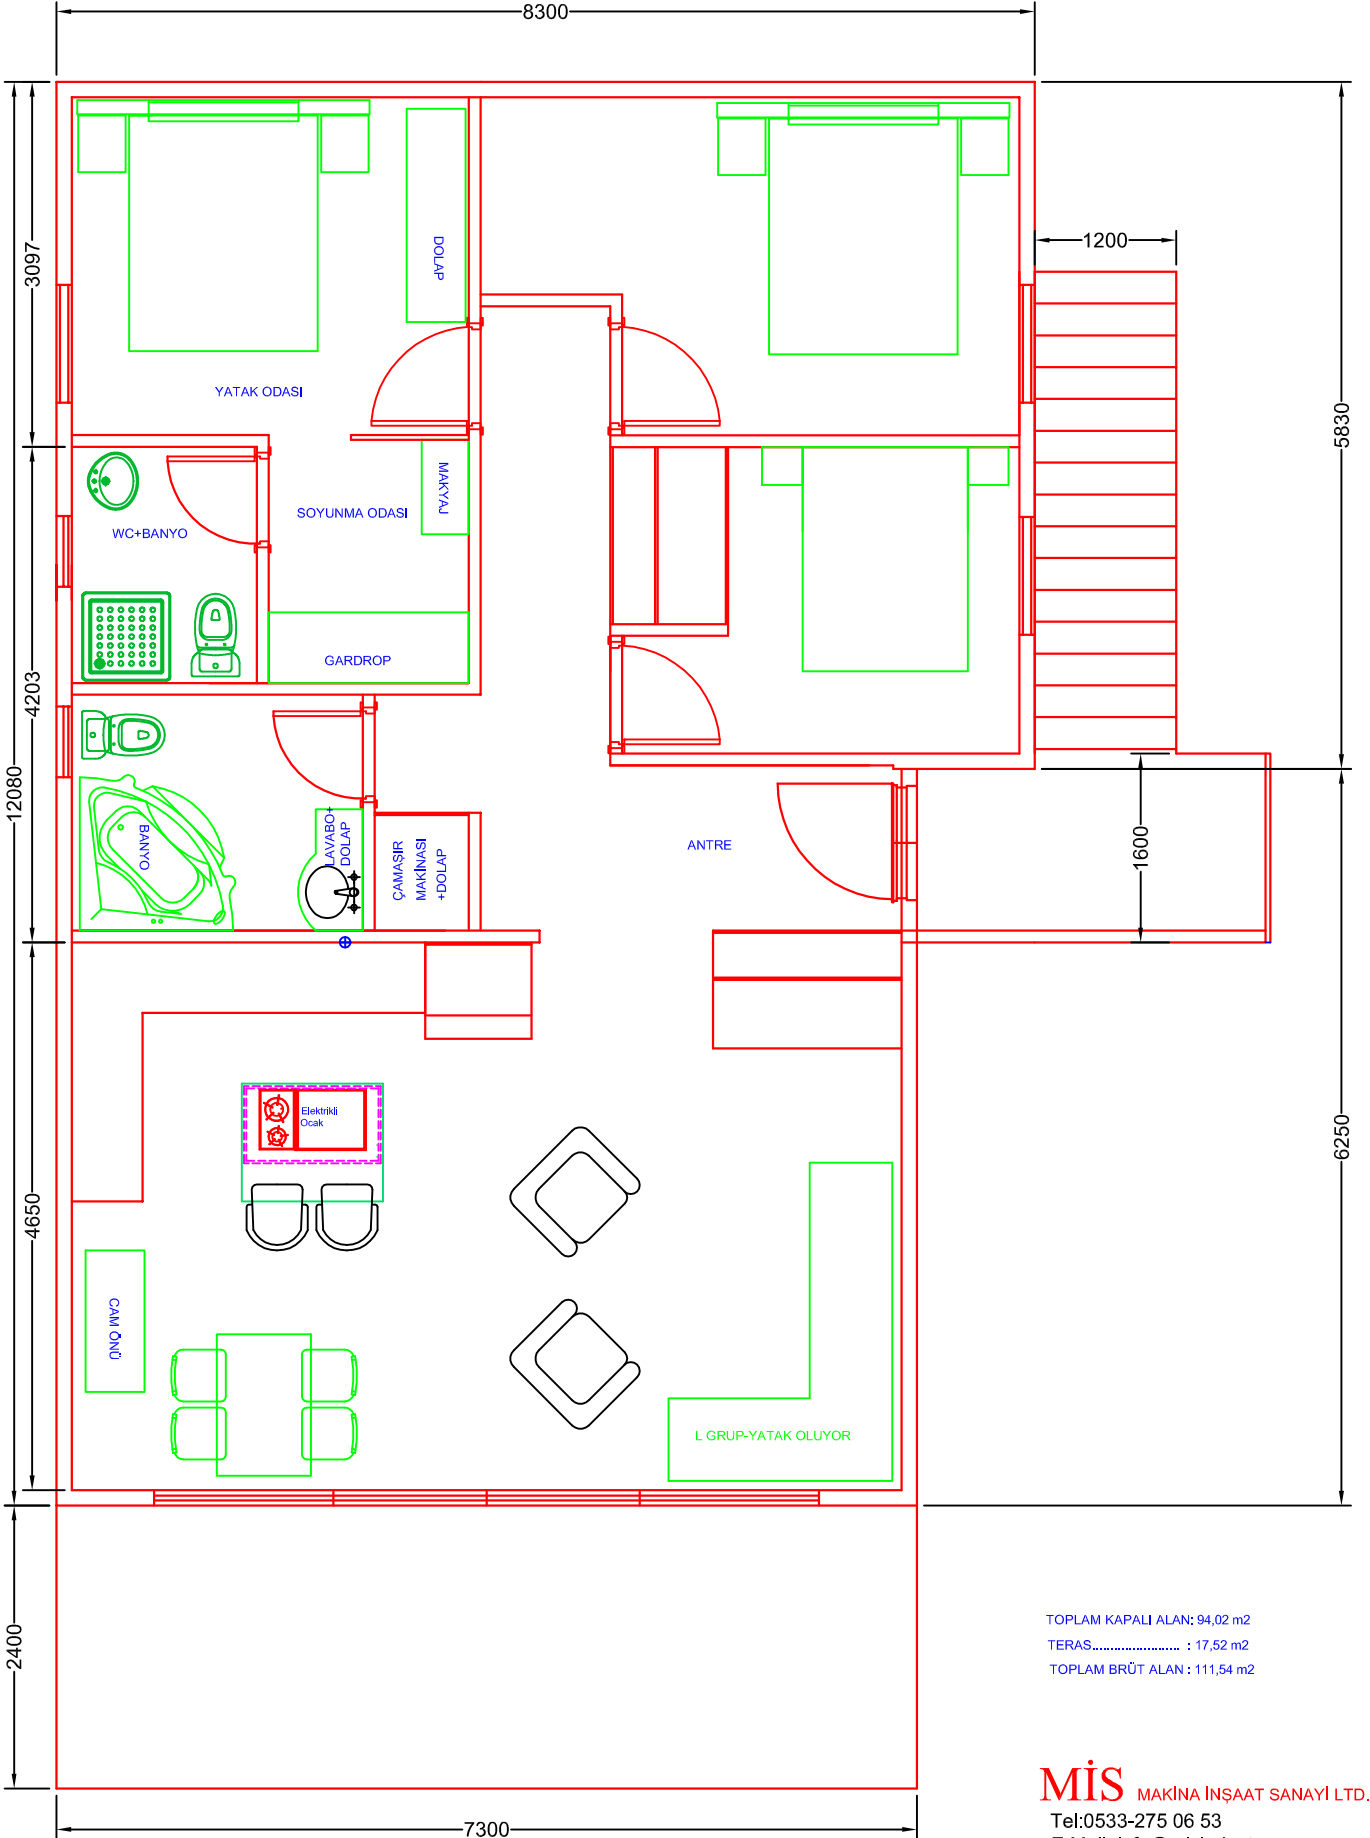 8300
1200
3097
DOLAP
YATAK ODASI
5830
MAKYAJ
SOYUNMA ODASI
WC+BANYO
GARDROP
4203
12080
BANYO
LAVABO+
DOLAP
ÇAMAŞIR
MAKİNASI
+DOLAP
ANTRE
1600
Elektrikli
Ocak
6250
4650
CAM ÖNÜ
L GRUP-YATAK OLUYOR
2400
TOPLAM KAPALI ALAN: 94,02 m2
TERAS..................... : 17,52 m2
TOPLAM BRÜT ALAN : 111,54 m2
MİS MAKİNA İNŞAAT SANAYİ LTD.
Tel:0533-275 06 53
7300